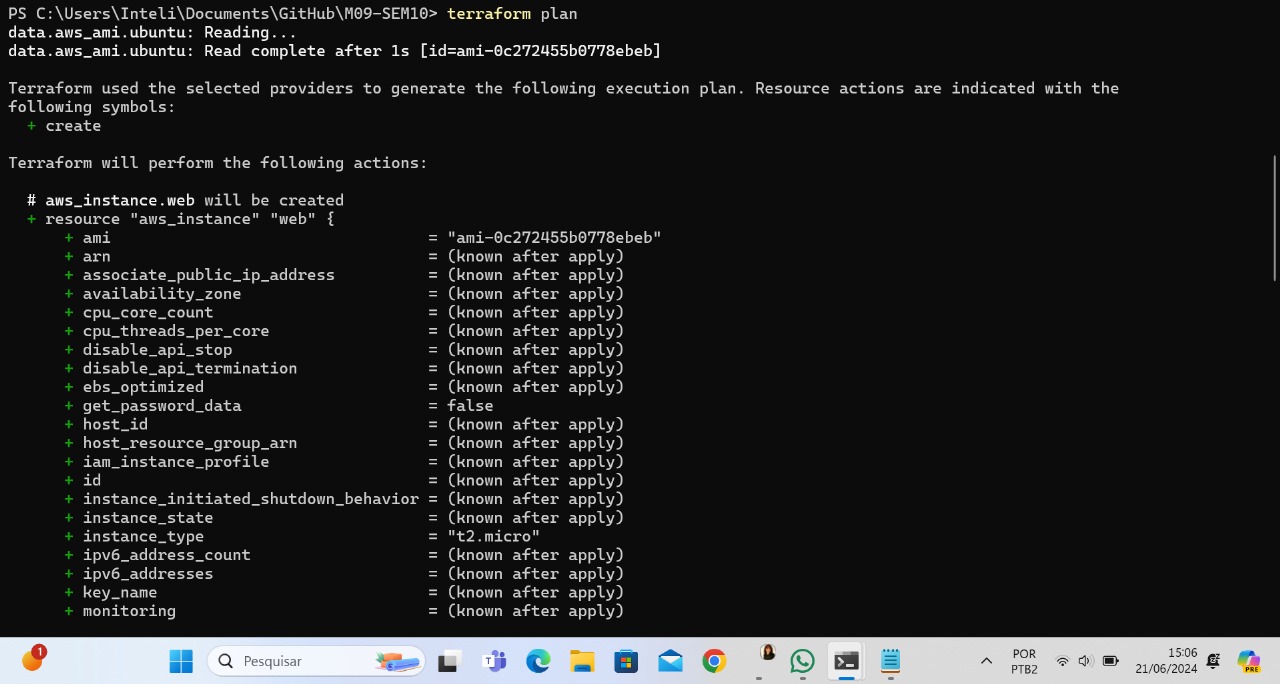 PS C:\Users\Inteli\Documents\GitHub\M09-SEM10> terraform plan
data.aws_ami.ubuntu: Reading...
data.aws_ami.ubuntu: Read complete after 1s [id=ami-0c272455b0778ebeb]
Terraform used the selected providers to generate the following execution plan. Resource actions are indicated with the
following symbols:
+ create
Terraform will perform the following actions:
# aws_instance.web will be created
+ resource "aws_instance" "web" {
+ ami = "ami-0c272455b0778ebeb"
+ arn = (known after apply)
+ associate_public_ip_address = (known after apply)
+ availability_zone = (known after apply)
+ cpu_core_count = (known after apply)
+ cpu_threads_per_core = (known after apply)
+ disable_api_stop = (known after apply)
+ disable_api_termination = (known after apply)
+ ebs_optimized = (known after apply)
+ get_password_data = false
+ host_id = (known after apply)
+ host_resource_group_arn = (known after apply)
+ iam_instance_profile = (known after apply)
+ id = (known after apply)
+ instance_initiated_shutdown_behavior = (known after apply)
+ instance_state = (known after apply)
+ instance_type = "t2.micro"
+ ipv6_address_count = (known after apply)
+ ipv6_addresses = (known after apply)
+ key_name = (known after apply)
+ monitoring = (known after apply)
1
Pesquisar
POR
PTB2
15:06
21/06/2024
PRE